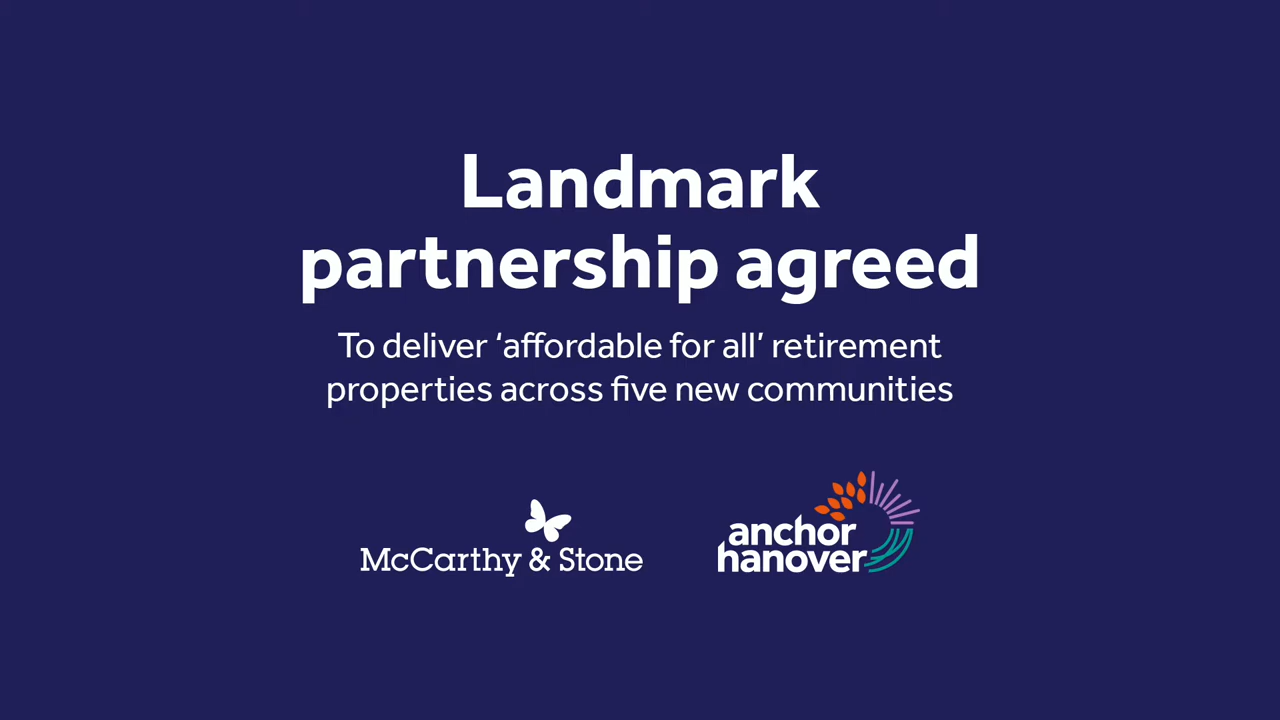 Landmark
partnership agreed
To deliver ‘affordable for all’ retirement
properties across five new communities
McCarthy & Stone
anchor
hanover